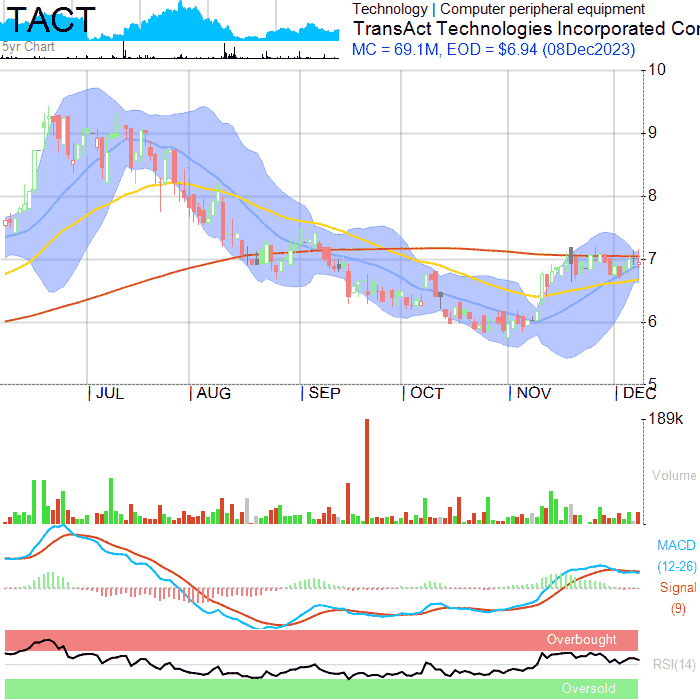 TACT
Technology | Computer peripheral equipment
TransAct Technologies Incorporated Cor
5yr Chart
MC = 69.1M, EOD = $6.94 (08Dec2023)
10
9
8
7
6
5
JUL AUG SEP OCT NOV DEC
189k
Volume
MACD
(12-26)
Signal
(9)
Overbought
RSI(14)
Oversold